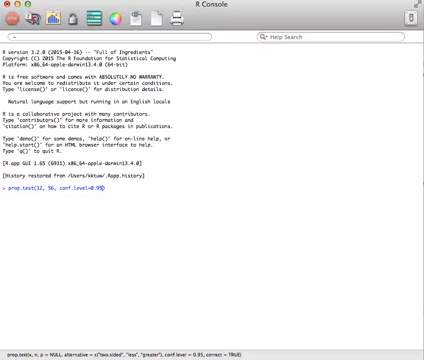 R Console
~
Help Search
R version 3.2.0 (2015-04-16) -- "Full of Ingredients"
Copyright (C) 2015 The R Foundation for Statistical Computing
Platform: x86_64-apple-darwin13.4.0 (64-bit)
R is free software and comes with ABSOLUTELY NO WARRANTY.
You are welcome to redistribute it under certain conditions.
Type 'license()' or 'licence()' for distribution details.
Natural language support but running in an English locale
R is a collaborative project with many contributors.
Type 'contributors()' for more information and
'citation()' on how to cite R or R packages in publications.
Type 'demo()' for some demos, 'help()' for on-line help, or
'help.start()' for an HTML browser interface to help.
Type 'q()' to quit R.
[R.app GUI 1.65 (6931) x86_64-apple-darwin13.4.0]
[History restored from /Users/kktum/.Rapp.history]
> prop.test(12, 56, conf.level=0.95)
prop.test(x, n, p = NULL, alternative = c("two.sided", "less", "greater"), conf.level = 0.95, correct = TRUE)